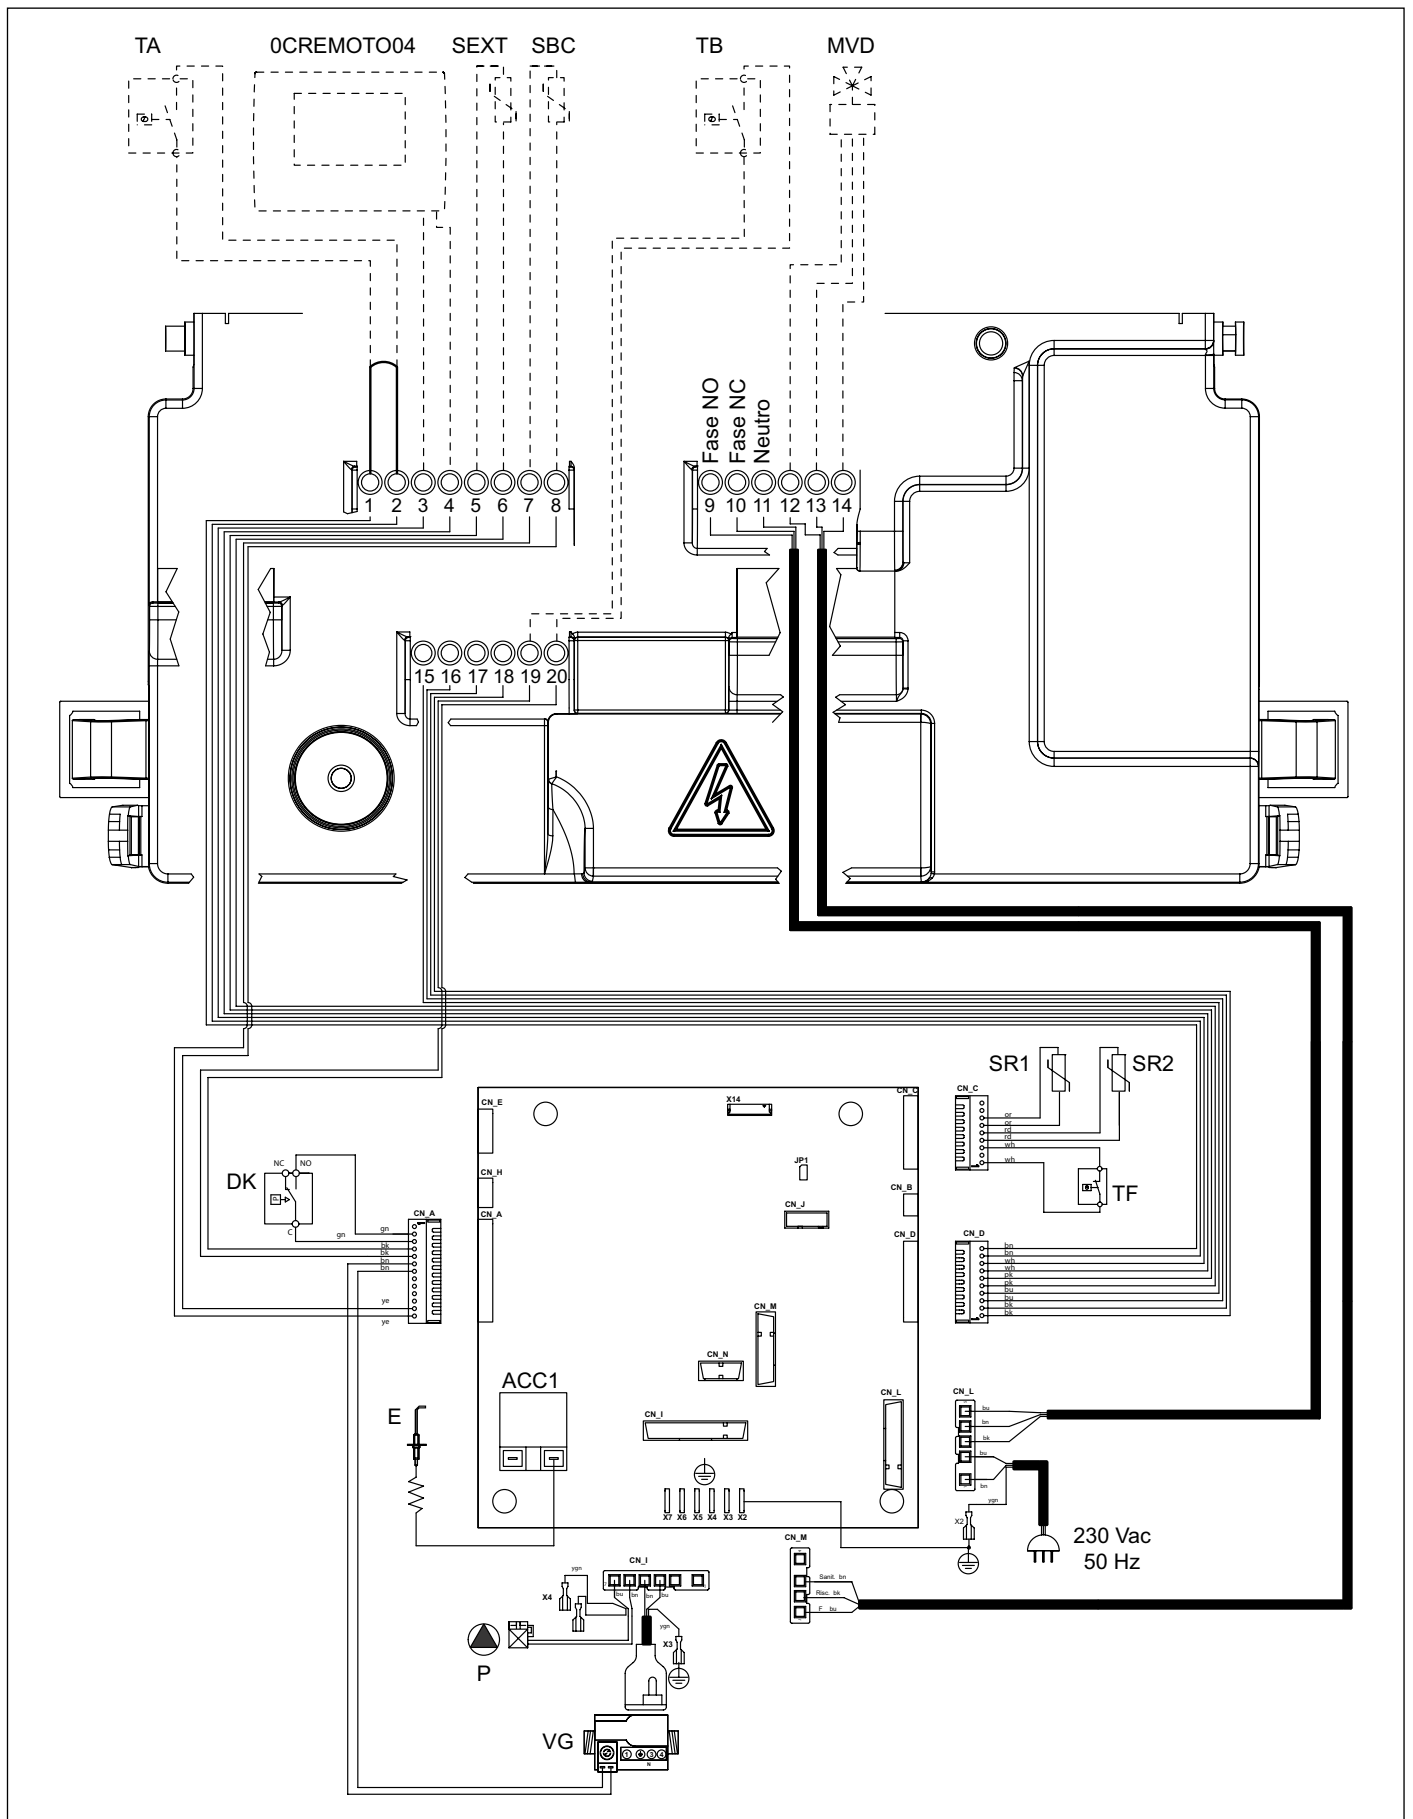 TA 0CREMOTO04 SEXT SBC TB MVD
Fase NO
Fase NC
Neutro
1 2 3 4 5 6 7 8
9 10 11 12 13 14
15 16 17 18 19 20
SR1 SR2
CN_C
or
or
rd
rd
wh
wh
TF
CN_E
X14
CN_C
JP1
CN_H
CN_B
CN_A
CN_J
CN_D
NC NO
DK
P
C
CN_A
gn
gn
bk
bk
bn
bn
ye
ye
CN_D
bn
bn
wh
wh
pk
pk
bu
bu
bk
bk
CN_M
CN_N
ACC1
CN_L
CN_I
E
X7 X6 X5 X4 X3 X2
CN_L
bu
bn
bk
bu
bn
ygn
X2
230 Vac
50 Hz
CN_M
Sanit. bn
Risc. bk
F bu
CN_I
ygn
bu bn bn bu
X4
ygn
X3
P
VG
1 3 4
N